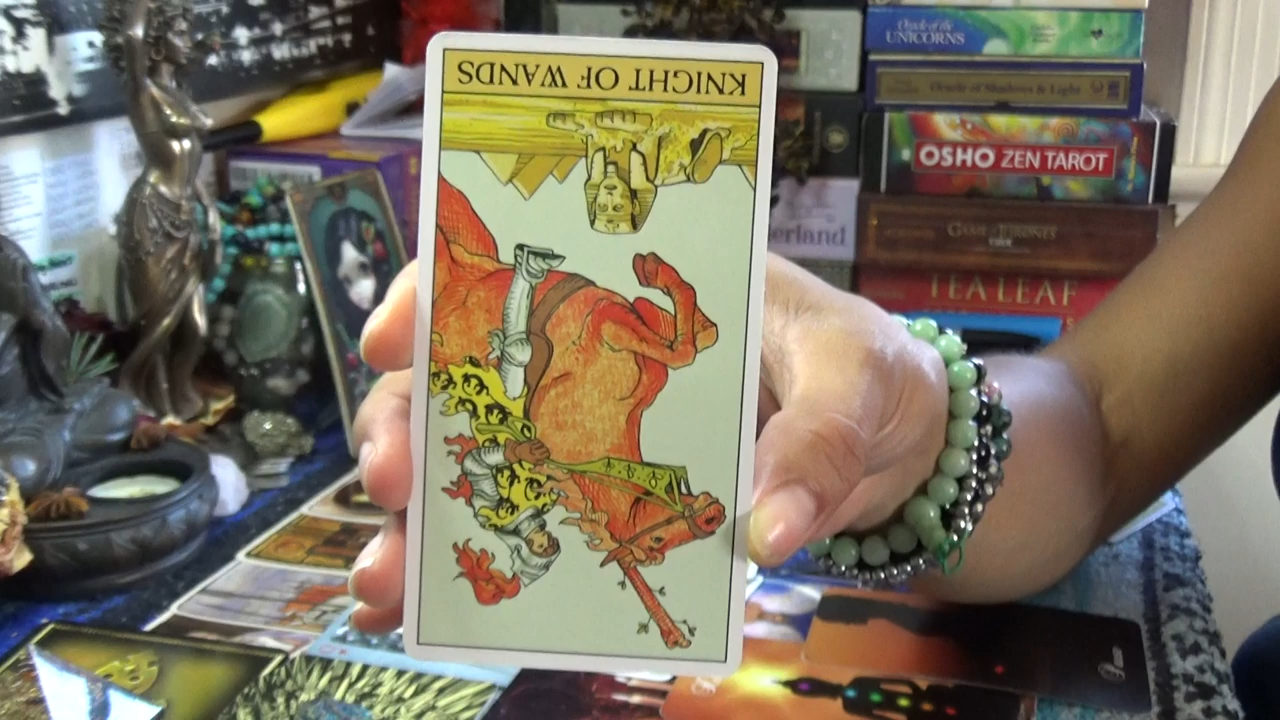 KNIGHT OF WANDS
Oracle of the
UNICORNS
Oracle of Shadows & Light
OSHO ZEN TAROT
erland
GAME OF THRONES
TEA LEAF